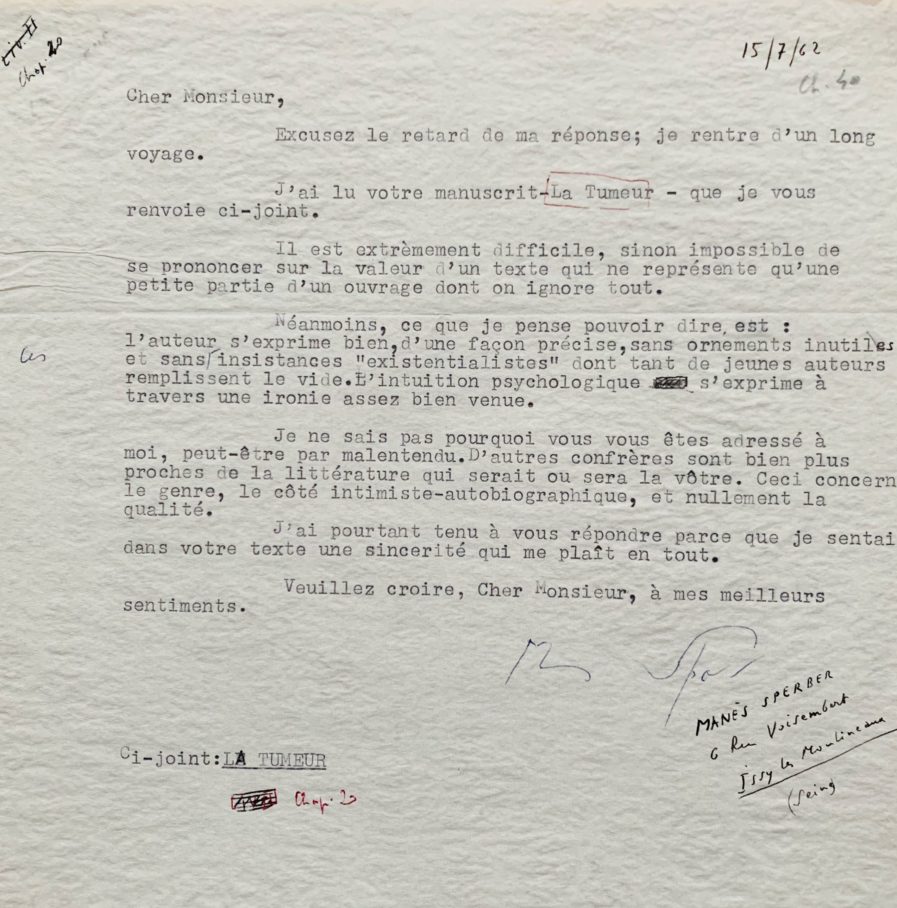 Chap. 20
15/7/62
Ch. 40
Cher Monsieur,
Excusez le retard de ma réponse; je rentre d'un long
voyage.
J'ai lu votre manuscrit-La Tumeur - que je vous
renvoie ci-joint.
Il est extrèmement difficile, sinon impossible de
se prononcer sur la valeur d'un texte qui ne représente qu'une
petite partie d'un ouvrage dont on ignore tout.
Néanmoins, ce que je pense pouvoir dire, est :
l'auteur s'exprime bien,d'une façon précise,sans ornements inutiles
ces
et sans insistances "existentialistes" dont tant de jeunes auteurs
remplissent le vide.L'intuition psychologique s'exprime à
travers une ironie assez bien venue.
Je ne sais pas pourquoi vous vous êtes adressé à
moi, peut-être par malentendu.D'autres confrères sont bien plus
proches de la littérature qui serait ou sera la vôtre. Ceci concern
le genre, le côté intimiste-autobiographique, et nullement la
qualité.
J'ai pourtant tenu à vous répondre parce que je sentai
dans votre texte une sincerité qui me plaît en tout.
Veuillez croire, Cher Monsieur, à mes meilleurs
sentiments.
MANÈS SPERBER
6 Rue Voisembert
Issy les Moulineaux
(Seine
Ci-joint:LA TUMEUR
Chap. 20